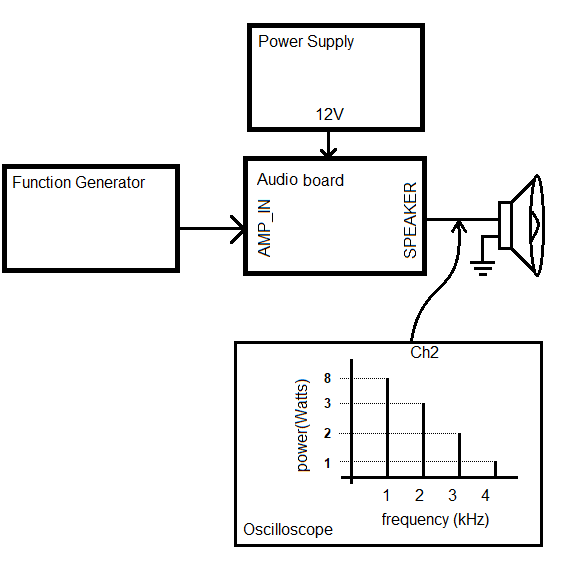 Power Supply
12V
Function Generator
Audio board
AMP_IN
SPEAKER
Ch2
power(Watts)
8
3
2
1
1 2 3 4
frequency (kHz)
Oscilloscope